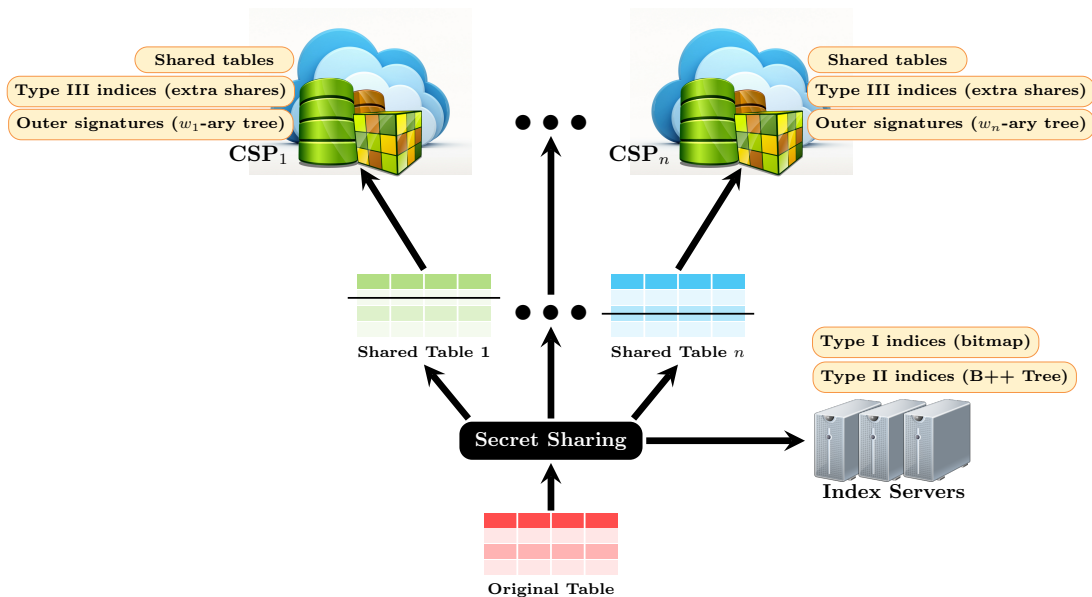 Shared tables
Type III indices (extra shares)
Outer signatures (w₁-ary tree)
CSP₁
Shared tables
Type III indices (extra shares)
Outer signatures (wₙ-ary tree)
CSPₙ
Shared Table 1
Shared Table n
Type I indices (bitmap)
Type II indices (B++ Tree)
Secret Sharing
Index Servers
Original Table